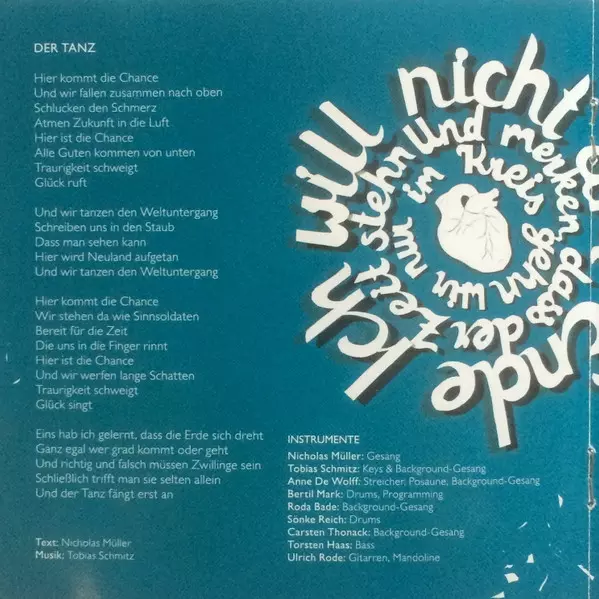 DER TANZ
Hier kommt die Chance
Und wir fallen zusammen nach oben
Schlucken den Schmerz
Atmen Zukunft in die Luft
Hier ist die Chance
Alle Guten kommen von unten
Traurigkeit schweigt
Glück ruft
Und wir tanzen den Weltuntergang
Schreiben uns in den Staub
Dass man sehen kann
Hier wird Neuland aufgetan
Und wir tanzen den Weltuntergang
Hier kommt die Chance
Wir stehen da wie Sinnsoldaten
Bereit für die Zeit
Die uns in die Finger rinnt
Hier ist die Chance
Und wir werfen lange Schatten
Traurigkeit schweigt
Glück singt
Eins hab ich gelernt, dass die Erde sich dreht
Ganz egal wer grad kommt oder geht
Und richtig und falsch müssen Zwillinge sein
Schließlich trifft man sie selten allein
Und der Tanz fängt erst an
Text: Nicholas Müller
Musik: Tobias Schmitz
Ich will nicht
Ende der Zeit stehn Und merken dass
wir nur im Kreis gehn
INSTRUMENTE
Nicholas Müller: Gesang
Tobias Schmitz: Keys & Background-Gesang
Anne De Wolff: Streicher, Posaune, Background-Gesang
Bertil Mark: Drums, Programming
Roda Bade: Background-Gesang
Sönke Reich: Drums
Carsten Thonack: Background-Gesang
Torsten Haas: Bass
Ulrich Rode: Gitarren, Mandoline